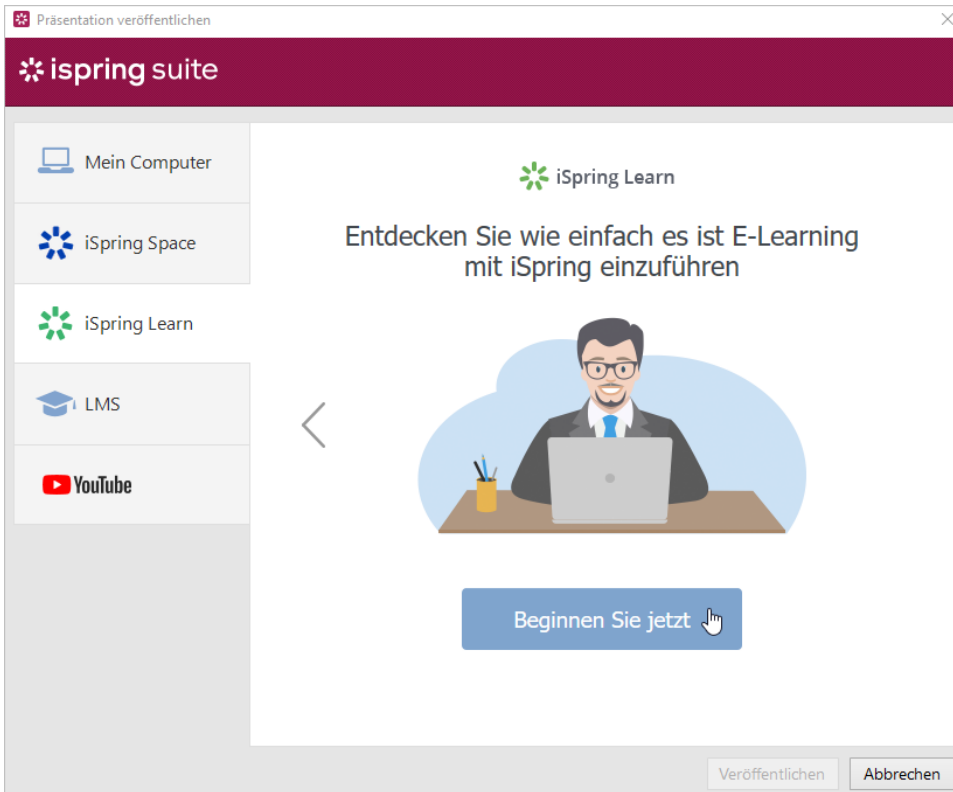 Präsentation veröffentlichen
ispring suite
Mein Computer
iSpring Space
iSpring Learn
LMS
YouTube
iSpring Learn
Entdecken Sie wie einfach es ist E-Learning
mit iSpring einzuführen
Beginnen Sie jetzt
Veröffentlichen
Abbrechen